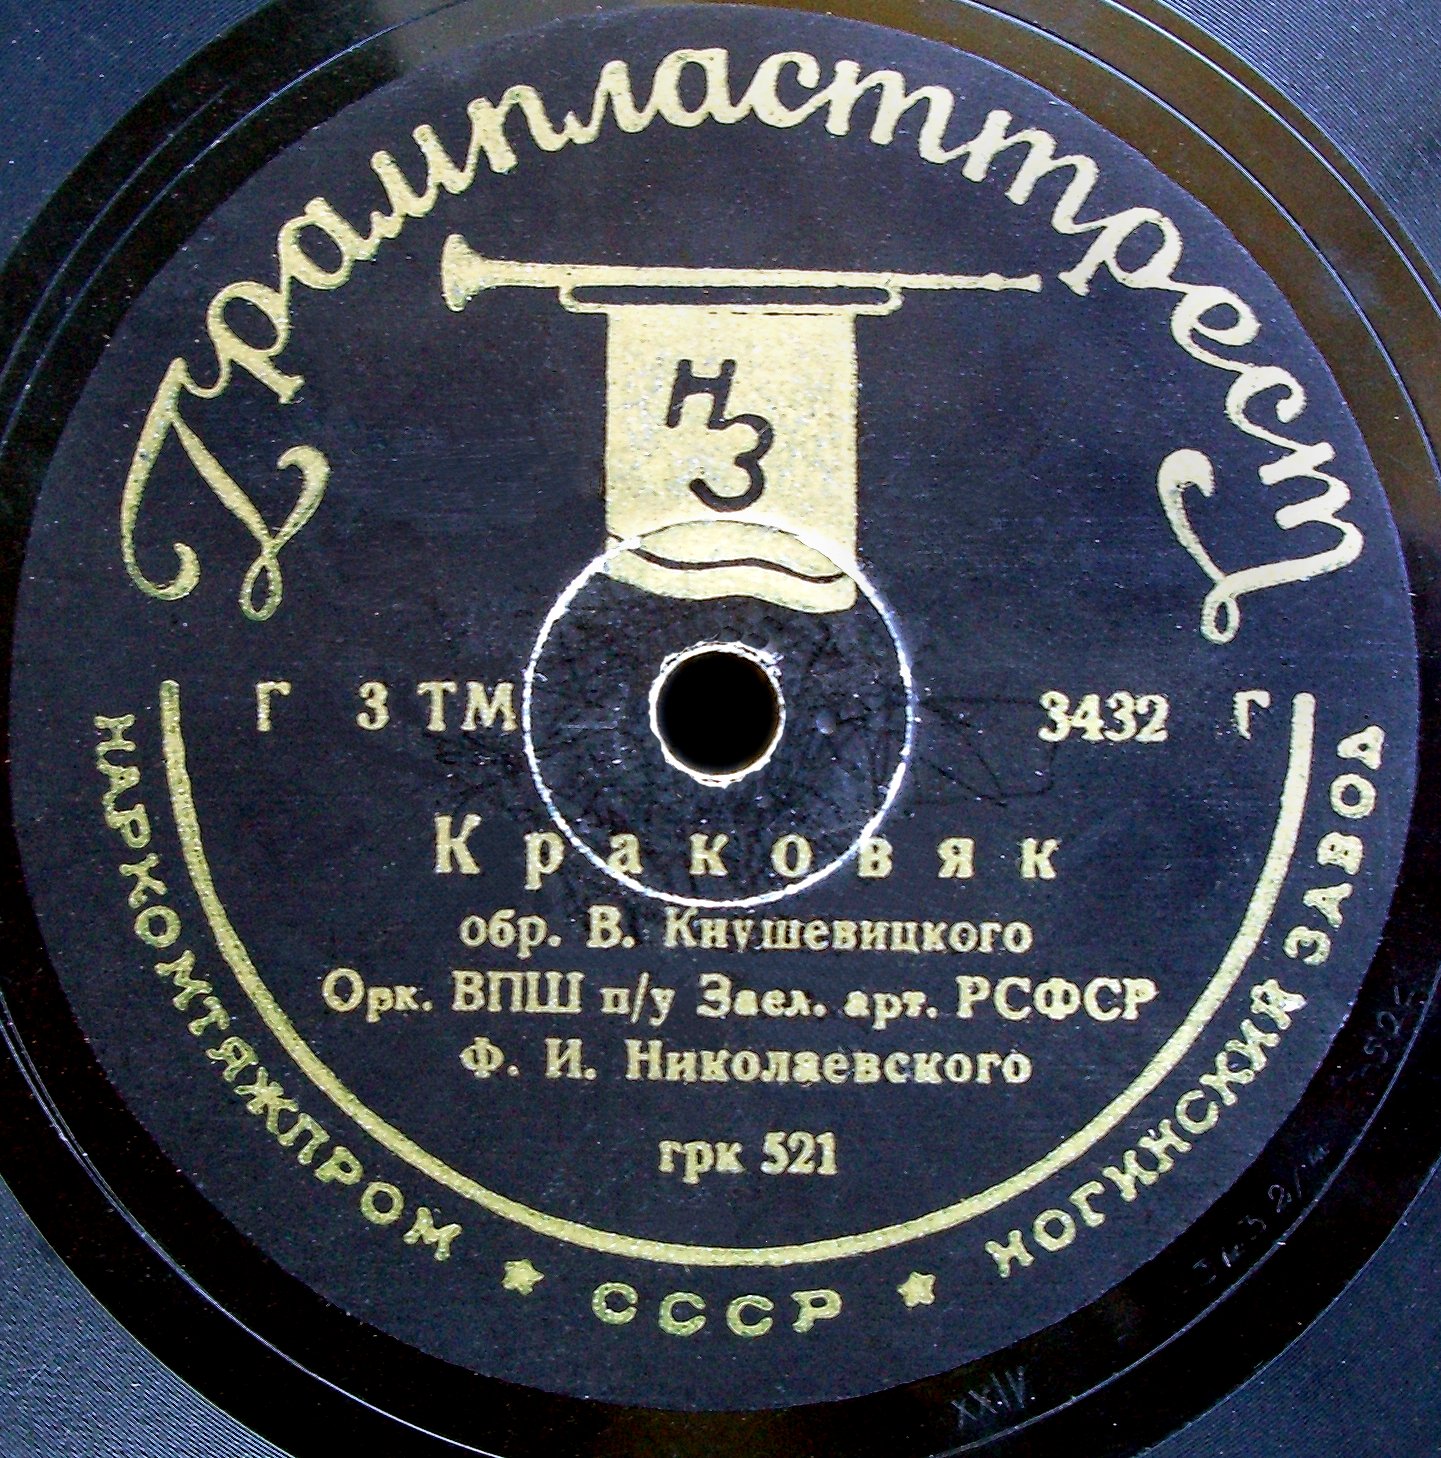 Грампласттрест
НЗ
Г 3 ТМ 3432 Г
Краковяк
обр. В. Кнушевицкого
Орк. ВПШ п/у Засл. арт. РСФСР
Ф. И. Николаевского
грк 521
НАРКОМТЯЖПРОМ ★ СССР ★ НОГИНСКИЙ ЗАВОД
XXIV